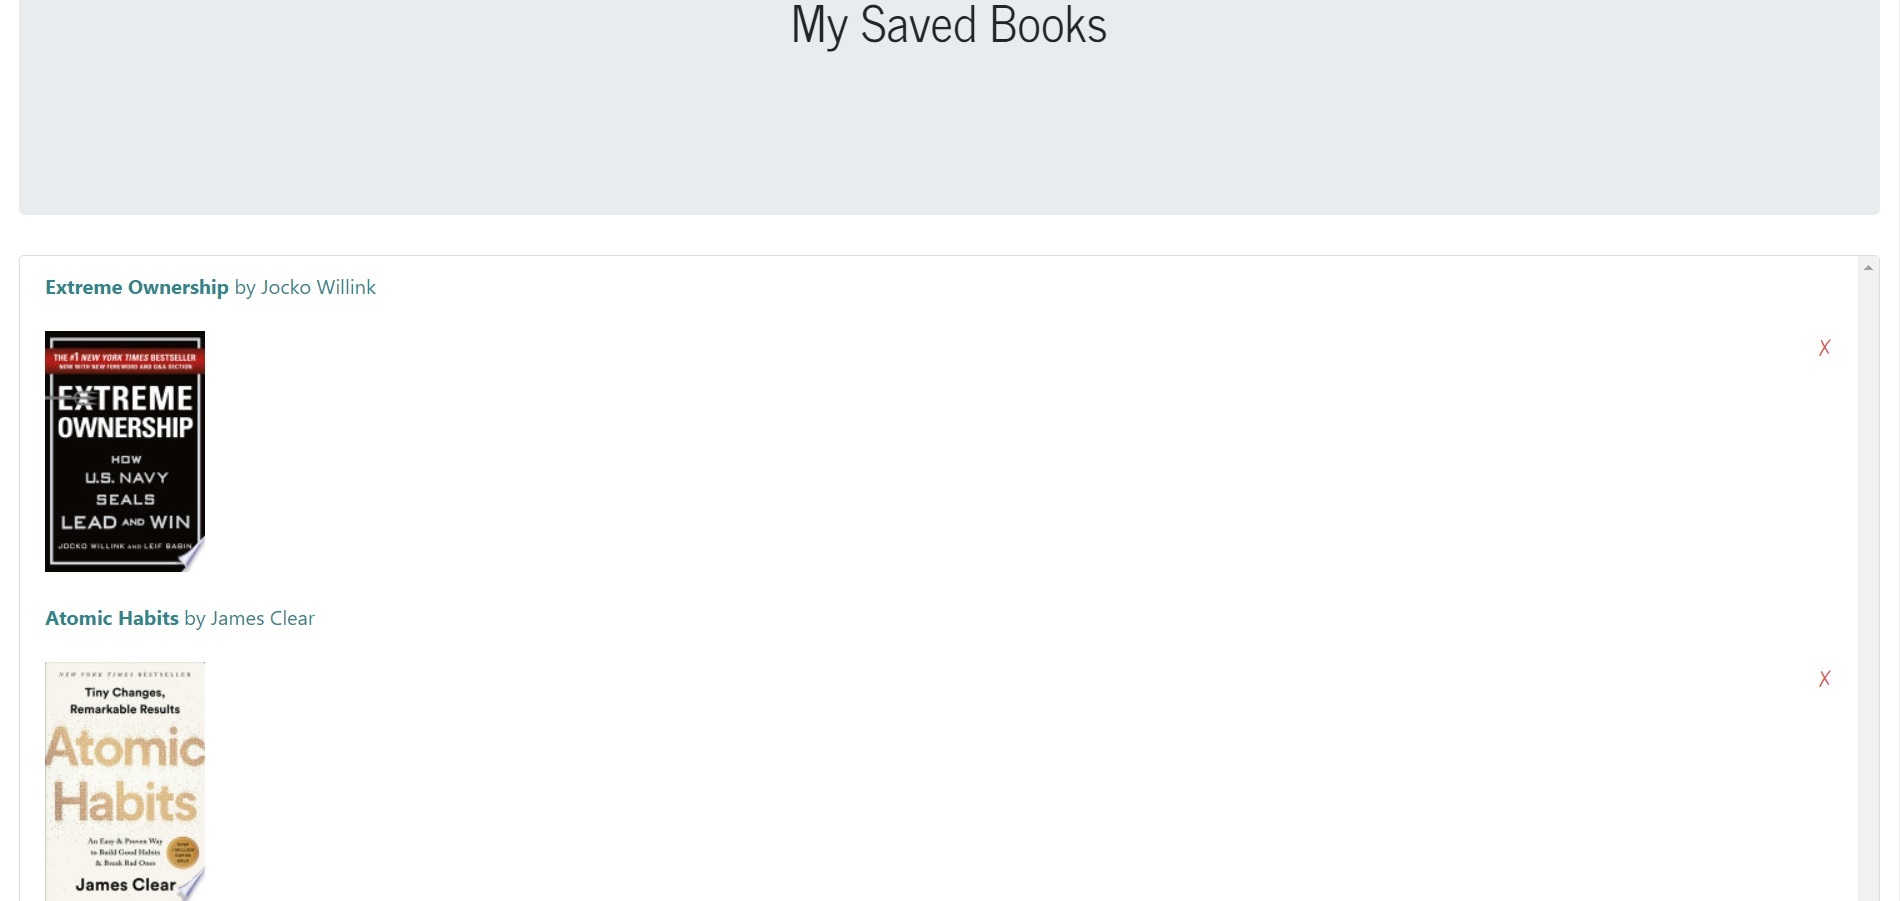 My Saved Books
Extreme Ownership by Jocko Willink
X
THE #1 NEW YORK TIMES BESTSELLER
NOW WITH NEW FOREWORD AND Q&A SECTION
EXTREME
OWNERSHIP
HOW
U.S. NAVY
SEALS
LEAD AND WIN
JOCKO WILLINK AND LEIF BABIN
Atomic Habits by James Clear
X
NEW YORK TIMES BESTSELLER
Tiny Changes,
Remarkable Results
Atomic
Habits
An Easy & Proven Way
to Build Good Habits
& Break Bad Ones
James Clear